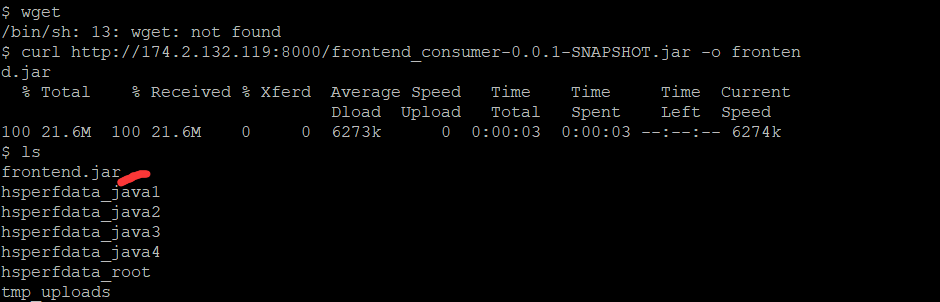 $ wget
/bin/sh: 13: wget: not found
$ curl http://174.2.132.119:8000/frontend_consumer-0.0.1-SNAPSHOT.jar -o fronten
d.jar
  % Total    % Received % Xferd  Average Speed   Time    Time     Time  Current
                                 Dload  Upload   Total   Spent    Left  Speed
100 21.6M  100 21.6M    0     0  6273k      0  0:00:03  0:00:03 --:--:-- 6274k
$ ls
frontend.jar
hsperfdata_java1
hsperfdata_java2
hsperfdata_java3
hsperfdata_java4
hsperfdata_root
tmp_uploads